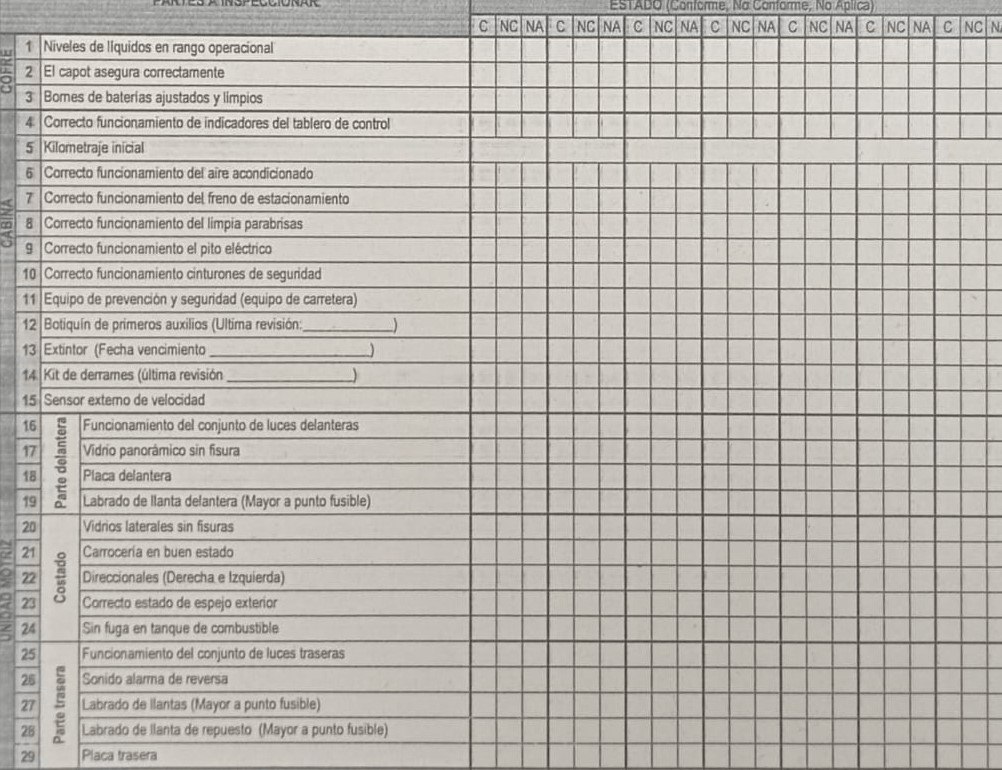 PARTES A INSPECCIONAR
ESTADO (Conforme, No Conforme, No Aplica)
C NC NA C NC NA C NC NA C NC NA C NC NA C NC NA C NC NA
COFRE
1 Niveles de líquidos en rango operacional
2 El capot asegura correctamente
3 Bornes de baterías ajustados y limpios
CABINA
4 Correcto funcionamiento de indicadores del tablero de control
5 Kilometraje inicial
6 Correcto funcionamiento del aire acondicionado
7 Correcto funcionamiento del freno de estacionamiento
8 Correcto funcionamiento del limpia parabrisas
9 Correcto funcionamiento el pito eléctrico
10 Correcto funcionamiento cinturones de seguridad
11 Equipo de prevención y seguridad (equipo de carretera)
12 Botiquín de primeros auxilios (Ultima revisión:____________)
13 Extintor (Fecha vencimiento _____________________)
14 Kit de derrames (última revisión _________________)
15 Sensor externo de velocidad
UNIDAD MOTRIZ
Parte delantera
16 Funcionamiento del conjunto de luces delanteras
17 Vidrio panorámico sin fisura
18 Placa delantera
19 Labrado de llanta delantera (Mayor a punto fusible)
Costado
20 Vidrios laterales sin fisuras
21 Carrocería en buen estado
22 Direccionales (Derecha e Izquierda)
23 Correcto estado de espejo exterior
24 Sin fuga en tanque de combustible
Parte trasera
25 Funcionamiento del conjunto de luces traseras
26 Sonido alarma de reversa
27 Labrado de llantas (Mayor a punto fusible)
28 Labrado de llanta de repuesto (Mayor a punto fusible)
29 Placa trasera